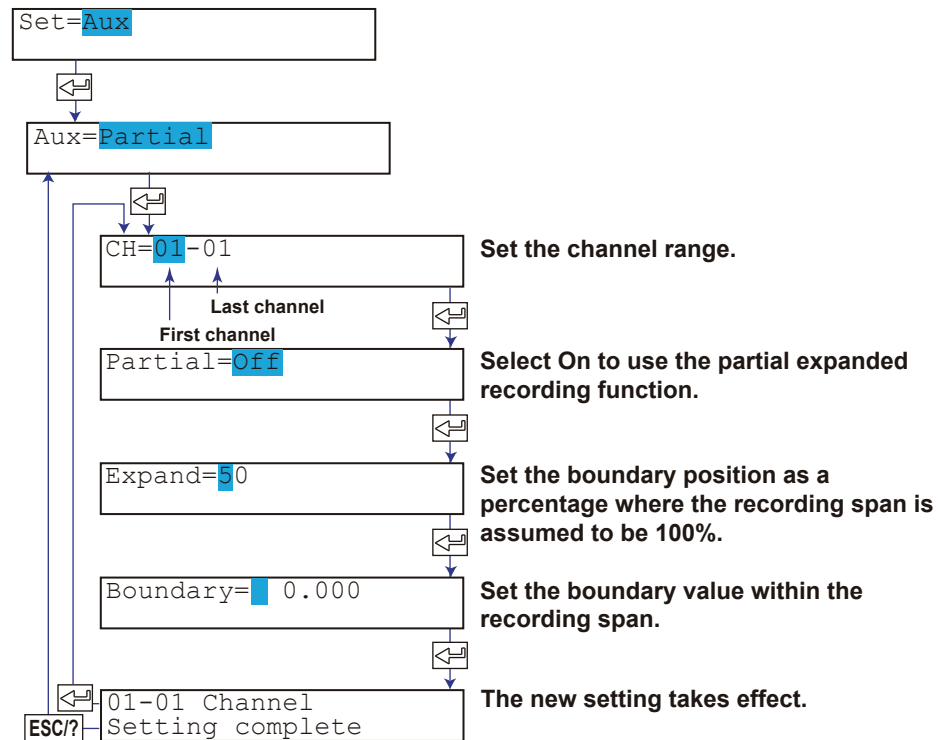 Set=Aux
Aux=Partial
CH=01-01
Set the channel range.
Last channel
First channel
Partial=Off
Select On to use the partial expanded
recording function.
Expand=50
Set the boundary position as a
percentage where the recording span is
assumed to be 100%.
Boundary= 0.000
Set the boundary value within the
recording span.
01-01 Channel
Setting complete
The new setting takes effect.
ESC/?